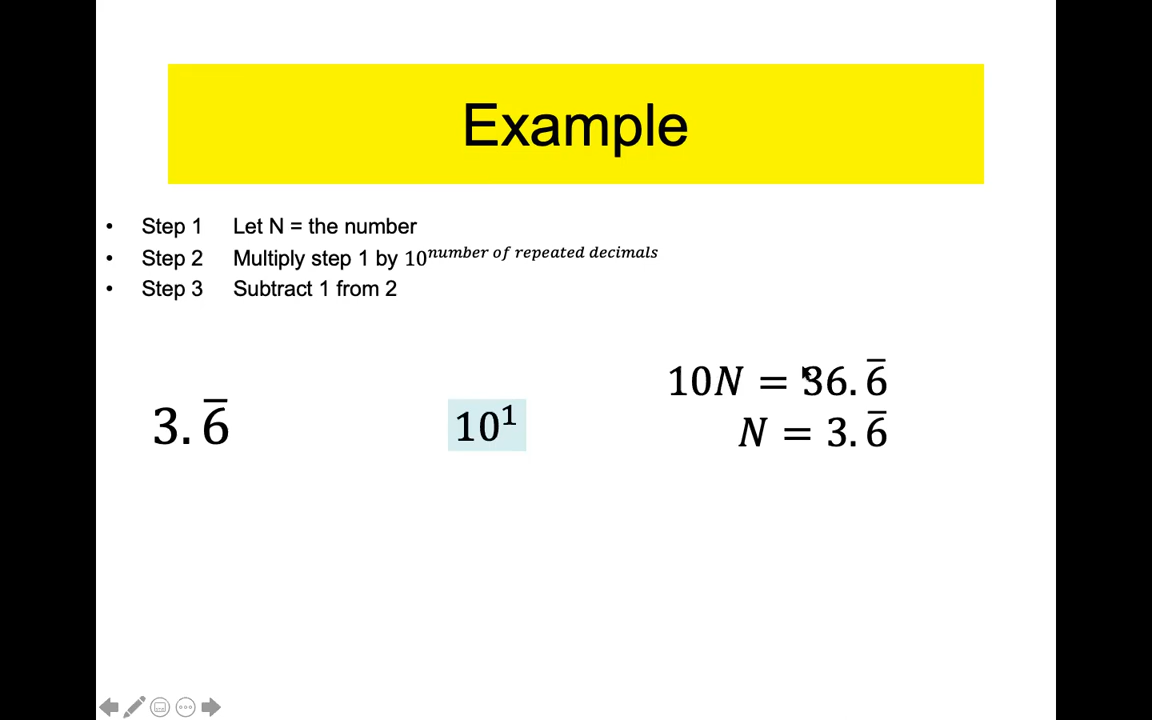 Example
• Step 1 Let N = the number
• Step 2 Multiply step 1 by 10^{number of repeated decimals}
• Step 3 Subtract 1 from 2
10N = 36.6̅
3.6̅
10¹
N = 3.6̅